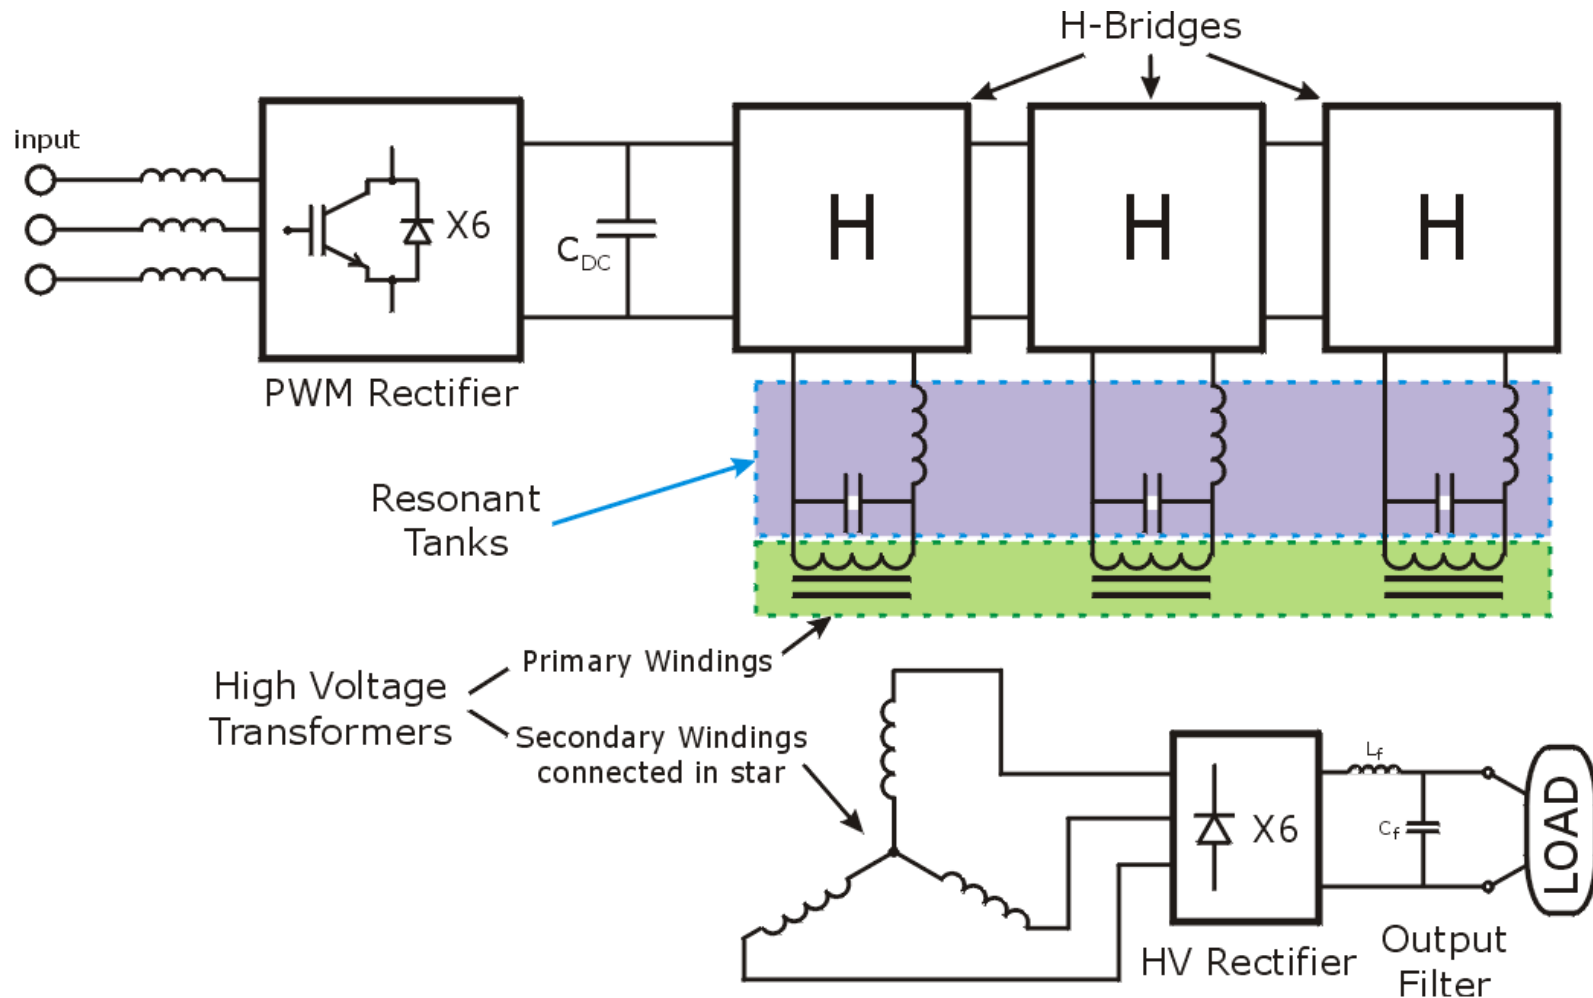 H-Bridges
input
X6
C_DC
H
H
H
PWM Rectifier
Resonant
Tanks
High Voltage
Transformers
Primary Windings
Secondary Windings
connected in star
X6
L_f
C_f
LOAD
HV Rectifier
Output
Filter